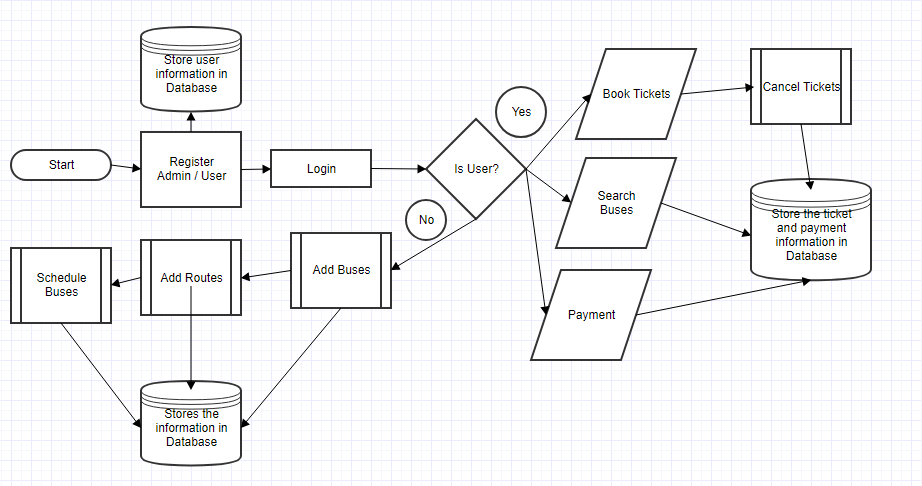 Store user
information in
Database
Start
Register
Admin / User
Login
Is User?
Yes
No
Book Tickets
Cancel Tickets
Search
Buses
Store the ticket
and payment
information in
Database
Payment
Add Buses
Add Routes
Schedule
Buses
Stores the
information in
Database